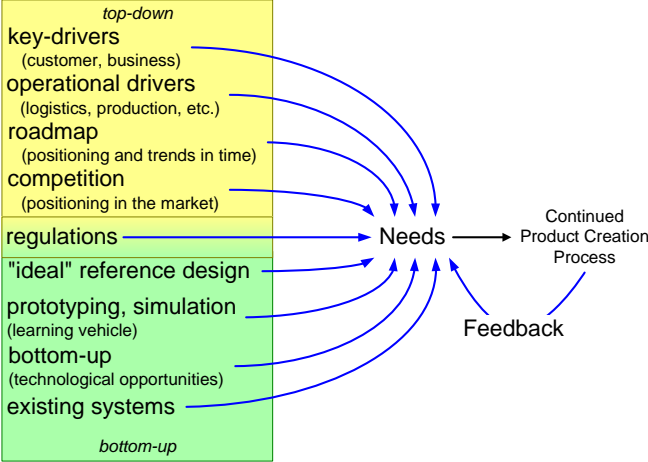 top-down
key-drivers
(customer, business)
operational drivers
(logistics, production, etc.)
roadmap
(positioning and trends in time)
competition
(positioning in the market)
regulations
"ideal" reference design
prototyping, simulation
(learning vehicle)
bottom-up
(technological opportunities)
existing systems
bottom-up
Needs
Continued
Product Creation
Process
Feedback